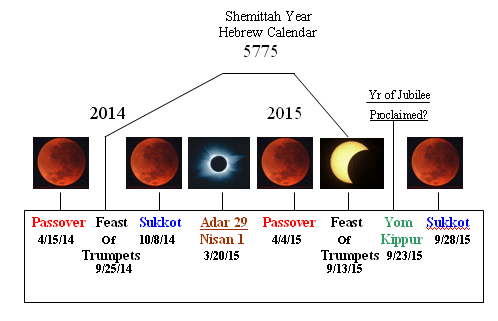 Shemittah Year
Hebrew Calendar
5775
2014
2015
Yr of Jubilee
Proclaimed?
Passover
4/15/14
Feast
Of
Trumpets
9/25/14
Sukkot
10/8/14
Adar 29
Nisan 1
3/20/15
Passover
4/4/15
Feast
Of
Trumpets
9/13/15
Yom
Kippur
9/23/15
Sukkot
9/28/15